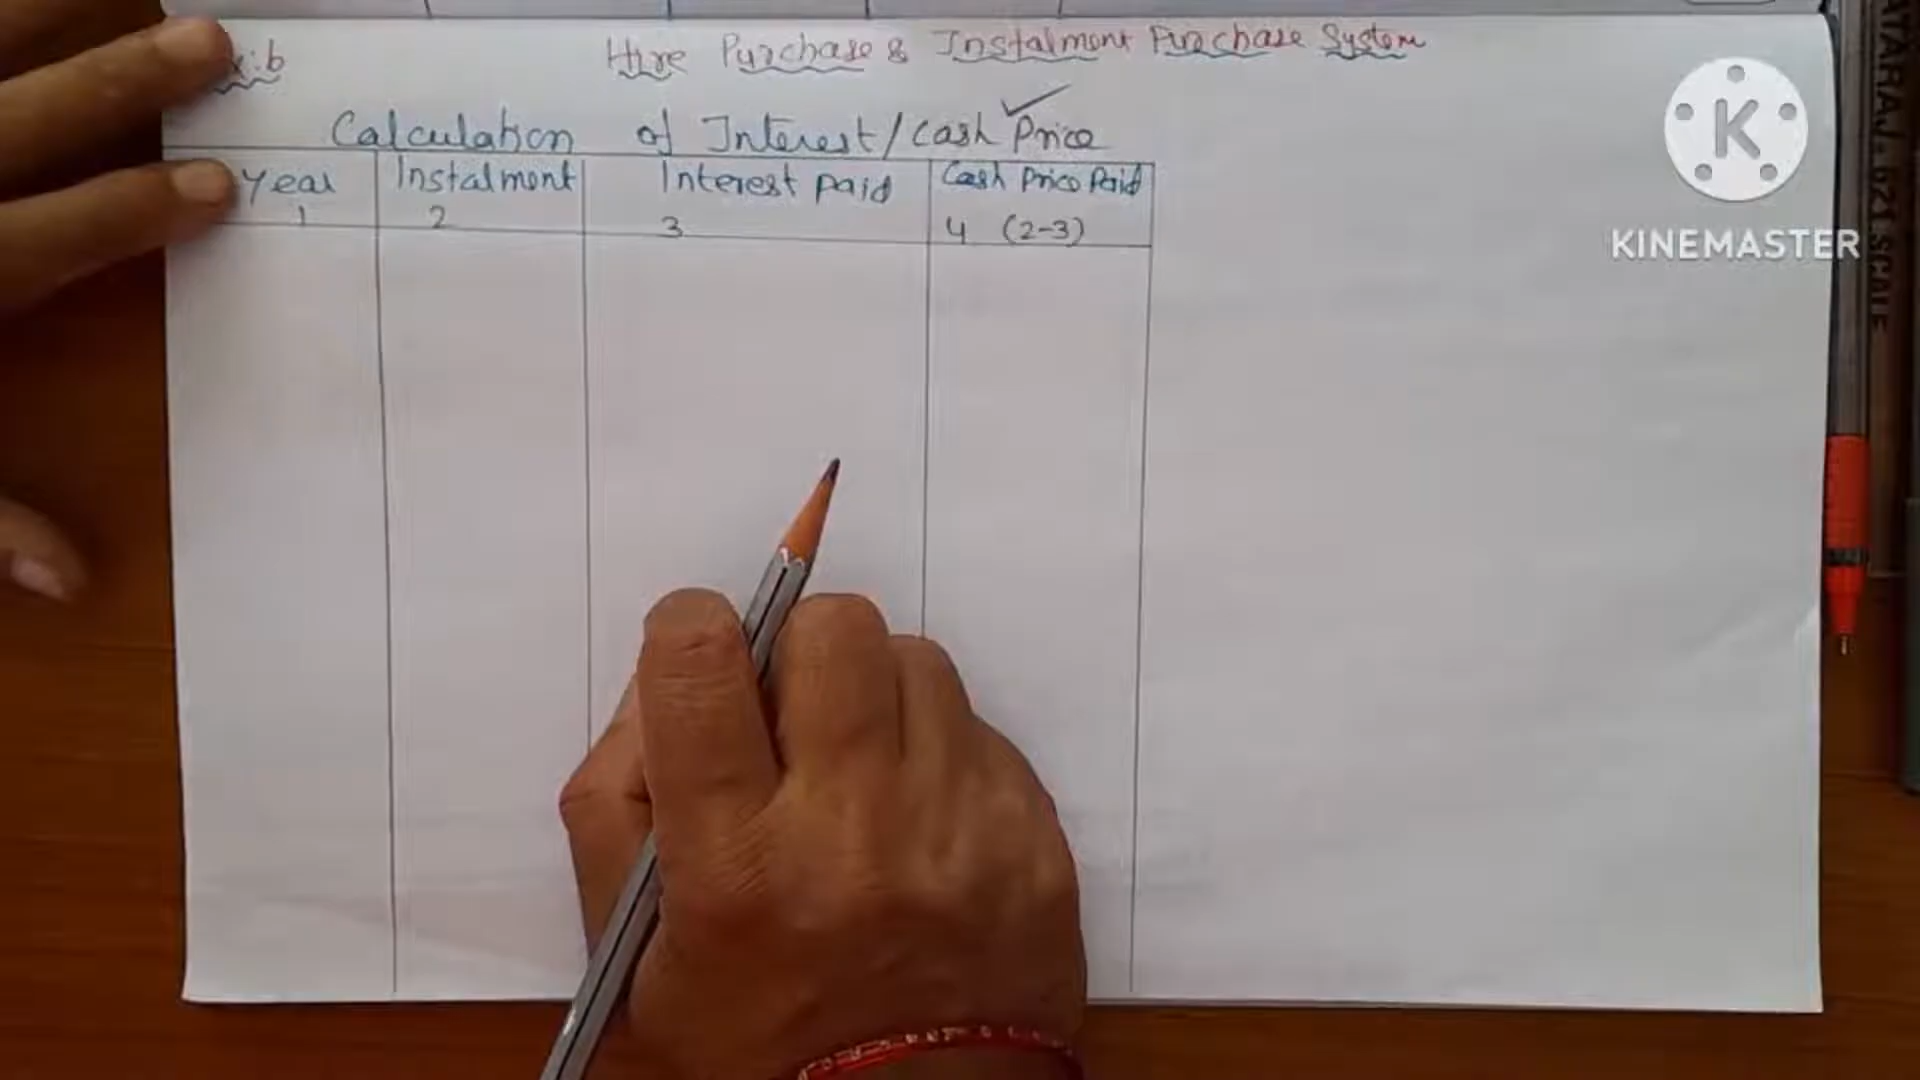 Hire Purchase & Instalment Purchase System
Calculation of Interest/Cash Price
Year Instalment Interest paid Cash Price Paid
1 2 3 4 (2-3)
K
KINEMASTER